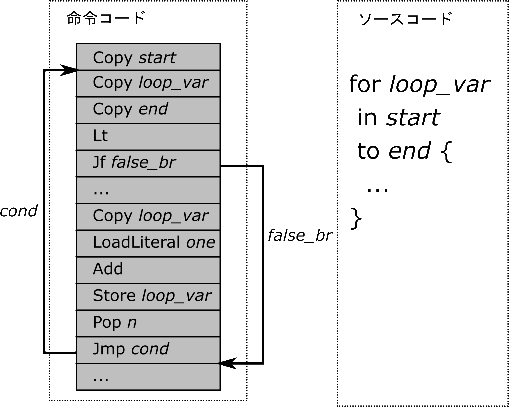 命令コード
Copy start
Copy loop_var
Copy end
Lt
Jf false_br
...
Copy loop_var
LoadLiteral one
Add
Store loop_var
Pop n
Jmp cond
...
cond
false_br
ソースコード
for loop_var
in start
to end {
...
}